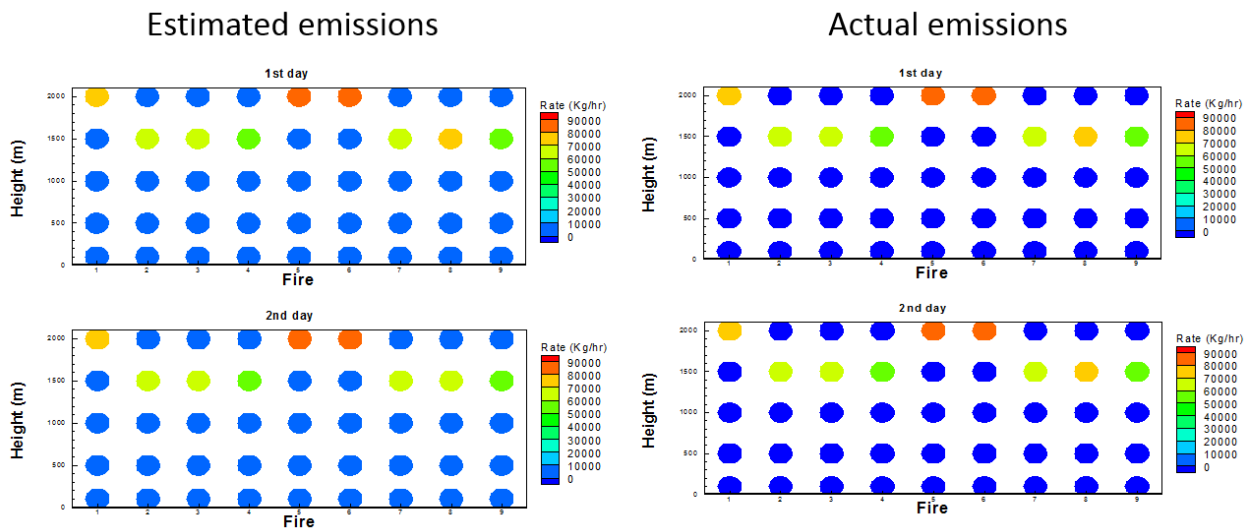 Estimated emissions
Actual emissions
1st day
Height (m)
2000
1500
1000
500
0
1 2 3 4 5 6 7 8 9
Fire
Rate (Kg/hr)
90000
80000
70000
60000
50000
40000
30000
20000
10000
0
1st day
Height (m)
2000
1500
1000
500
0
1 2 3 4 5 6 7 8 9
Fire
Rate (Kg/hr)
90000
80000
70000
60000
50000
40000
30000
20000
10000
0
2nd day
Height (m)
2000
1500
1000
500
0
1 2 3 4 5 6 7 8 9
Fire
Rate (Kg/hr)
90000
80000
70000
60000
50000
40000
30000
20000
10000
0
2nd day
Height (m)
2000
1500
1000
500
0
1 2 3 4 5 6 7 8 9
Fire
Rate (Kg/hr)
90000
80000
70000
60000
50000
40000
30000
20000
10000
0